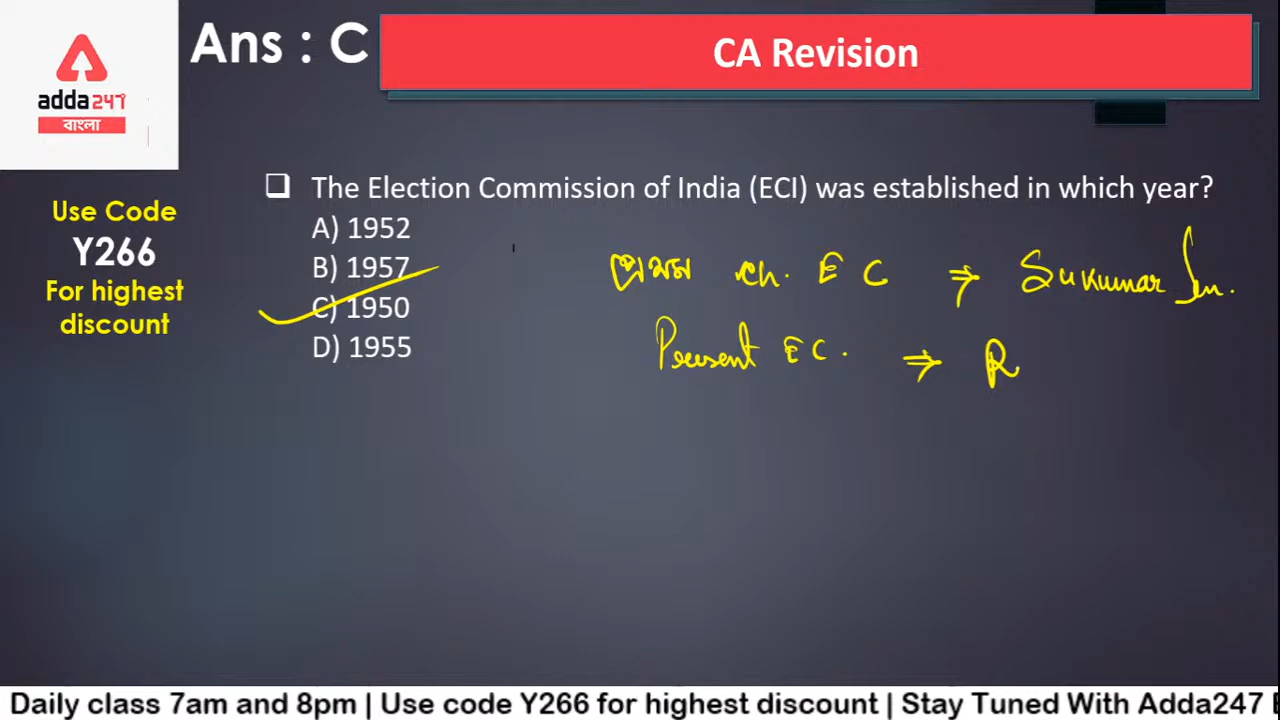 Ans : C
CA Revision
adda247
বাংলা
Use Code
Y266
For highest
discount
The Election Commission of India (ECI) was established in which year?
A) 1952
B) 1957
C) 1950
D) 1955
প্রথম ch. E C ⇒ Sukumar Sen.
Present EC. ⇒ R
Daily class 7am and 8pm | Use code Y266 for highest discount | Stay Tuned With Adda247